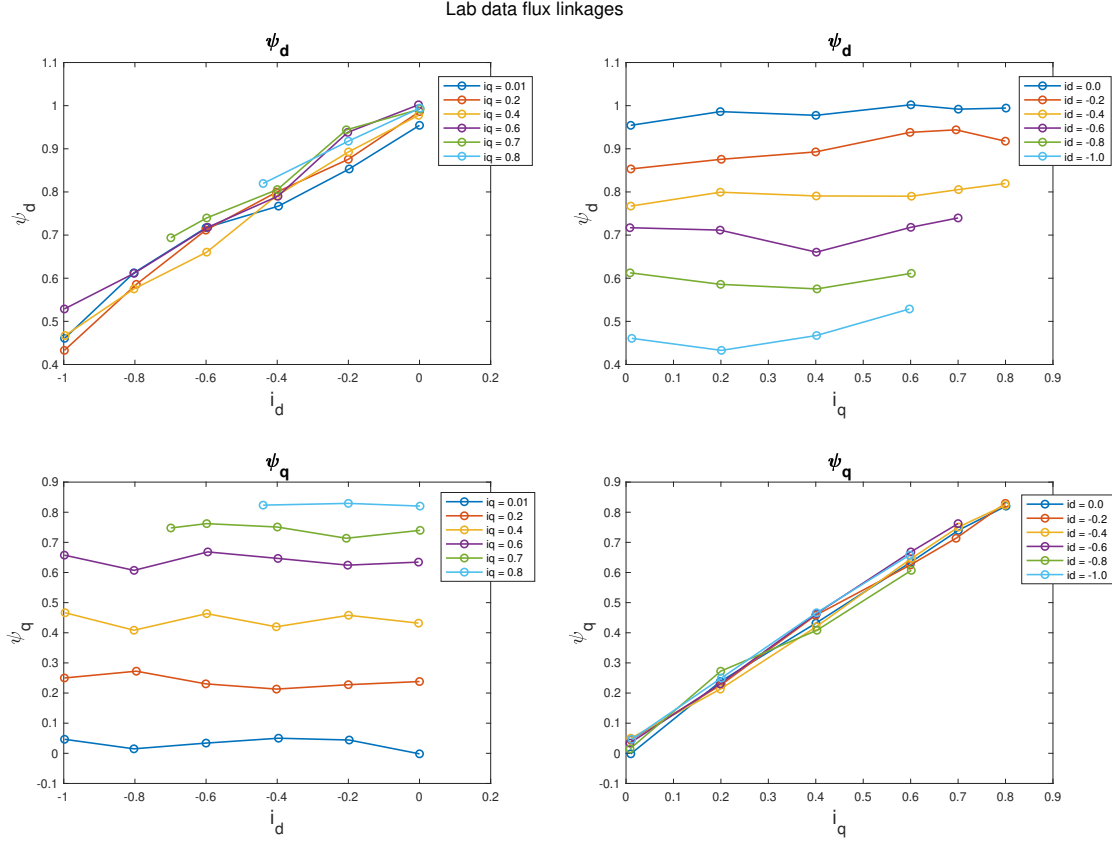 Lab data flux linkages
ψd
1.1
1
0.9
0.8
0.7
0.6
0.5
0.4
ψd
-1
-0.8
-0.6
-0.4
-0.2
0
0.2
id
iq = 0.01
iq = 0.2
iq = 0.4
iq = 0.6
iq = 0.7
iq = 0.8
ψd
1.1
1
0.9
0.8
0.7
0.6
0.5
0.4
ψd
0
0.1
0.2
0.3
0.4
0.5
0.6
0.7
0.8
0.9
iq
id = 0.0
id = -0.2
id = -0.4
id = -0.6
id = -0.8
id = -1.0
ψq
0.9
0.8
0.7
0.6
0.5
0.4
0.3
0.2
0.1
0
-0.1
ψq
-1
-0.8
-0.6
-0.4
-0.2
0
0.2
id
iq = 0.01
iq = 0.2
iq = 0.4
iq = 0.6
iq = 0.7
iq = 0.8
ψq
0.9
0.8
0.7
0.6
0.5
0.4
0.3
0.2
0.1
0
-0.1
ψq
0
0.1
0.2
0.3
0.4
0.5
0.6
0.7
0.8
0.9
iq
id = 0.0
id = -0.2
id = -0.4
id = -0.6
id = -0.8
id = -1.0